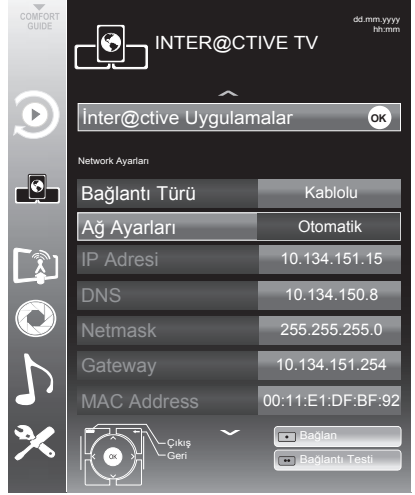 COMFORT
GUIDE
INTER@CTIVE TV
dd.mm.yyyy
hh:mm
İnter@ctive Uygulamalar OK
Network Ayarları
Bağlantı Türü Kablolu
Ağ Ayarları Otomatik
IP Adresi 10.134.151.15
DNS 10.134.150.8
Netmask 255.255.255.0
Gateway 10.134.151.254
MAC Address 00:11:E1:DF:BF:92
OK
Çıkış
Geri
Bağlan
Bağlantı Testi